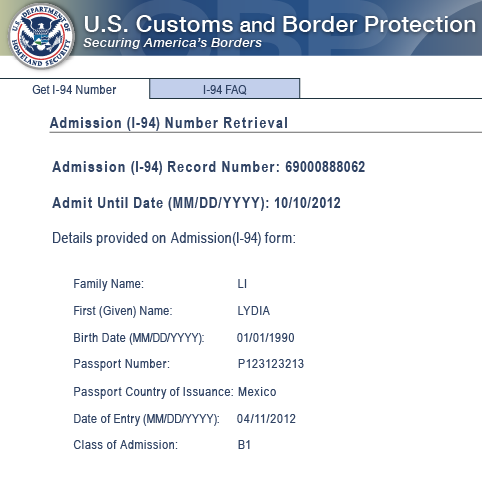 U.S. DEPARTMENT OF HOMELAND SECURITY
U.S. Customs and Border Protection
Securing America's Borders
CBP
Get I-94 Number
I-94 FAQ
Admission (I-94) Number Retrieval
Admission (I-94) Record Number: 69000888062
Admit Until Date (MM/DD/YYYY): 10/10/2012
Details provided on Admission(I-94) form:
Family Name: LI
First (Given) Name: LYDIA
Birth Date (MM/DD/YYYY): 01/01/1990
Passport Number: P123123213
Passport Country of Issuance: Mexico
Date of Entry (MM/DD/YYYY): 04/11/2012
Class of Admission: B1